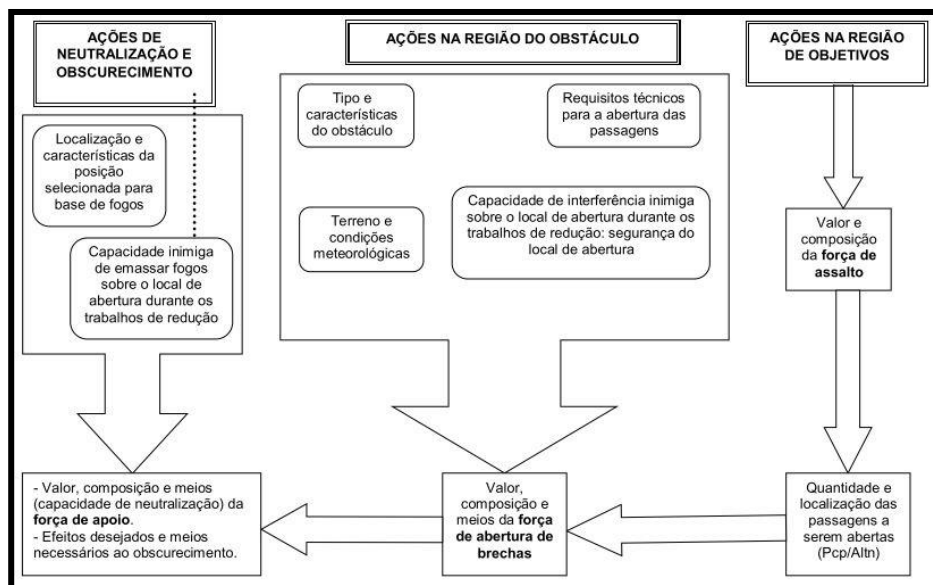 AÇÕES DE
NEUTRALIZAÇÃO E
OBSCURECIMENTO
AÇÕES NA REGIÃO DO OBSTÁCULO
AÇÕES NA REGIÃO
DE OBJETIVOS
Localização e
características da
posição
selecionada para
base de fogos
Capacidade inimiga
de emassar fogos
sobre o local de
abertura durante os
trabalhos de redução
Tipo e
características
do obstáculo
Requisitos técnicos
para a abertura das
passagens
Terreno e
condições
meteorológicas
Capacidade de interferência inimiga
sobre o local de abertura durante os
trabalhos de redução: segurança do
local de abertura
Valor e
composição
da força de
assalto
- Valor, composição e meios
(capacidade de neutralização) da
força de apoio.
- Efeitos desejados e meios
necessários ao obscurecimento.
Valor,
composição e
meios da força
de abertura de
brechas
Quantidade e
localização das
passagens a
serem abertas
(Pcp/Altn)